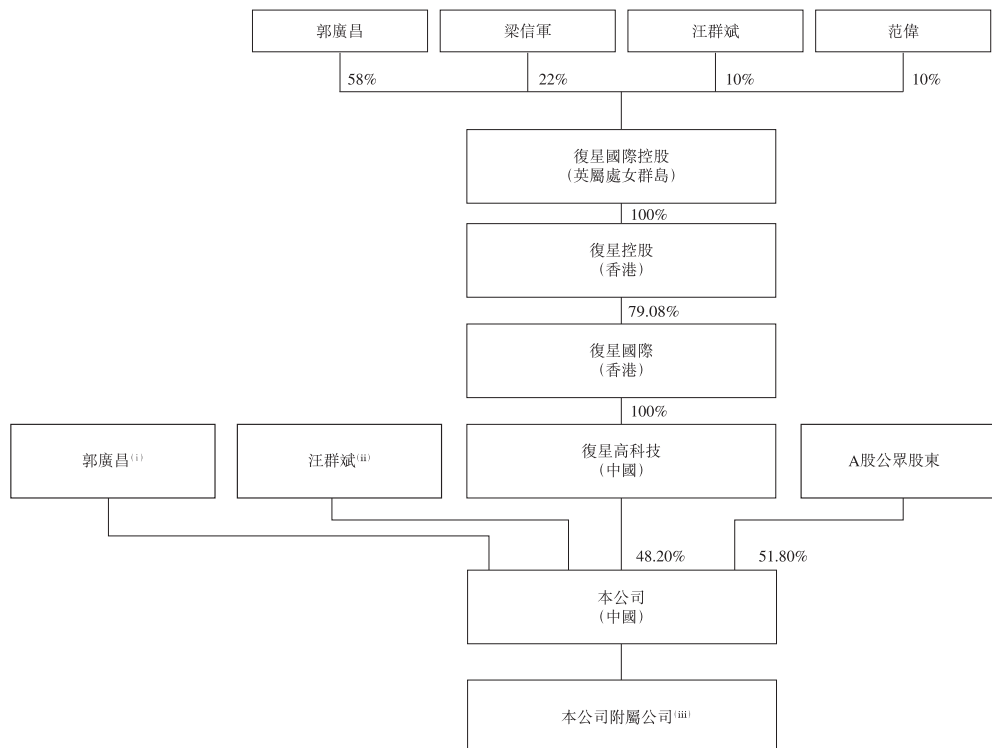 郭廣昌
梁信軍
汪群斌
范偉
58%
22%
10%
10%
復星國際控股
(英屬處女群島)
100%
復星控股
(香港)
79.08%
復星國際
(香港)
100%
郭廣昌(i)
汪群斌(ii)
復星高科技
(中國)
A股公眾股東
48.20%
51.80%
本公司
(中國)
本公司附屬公司(iii)